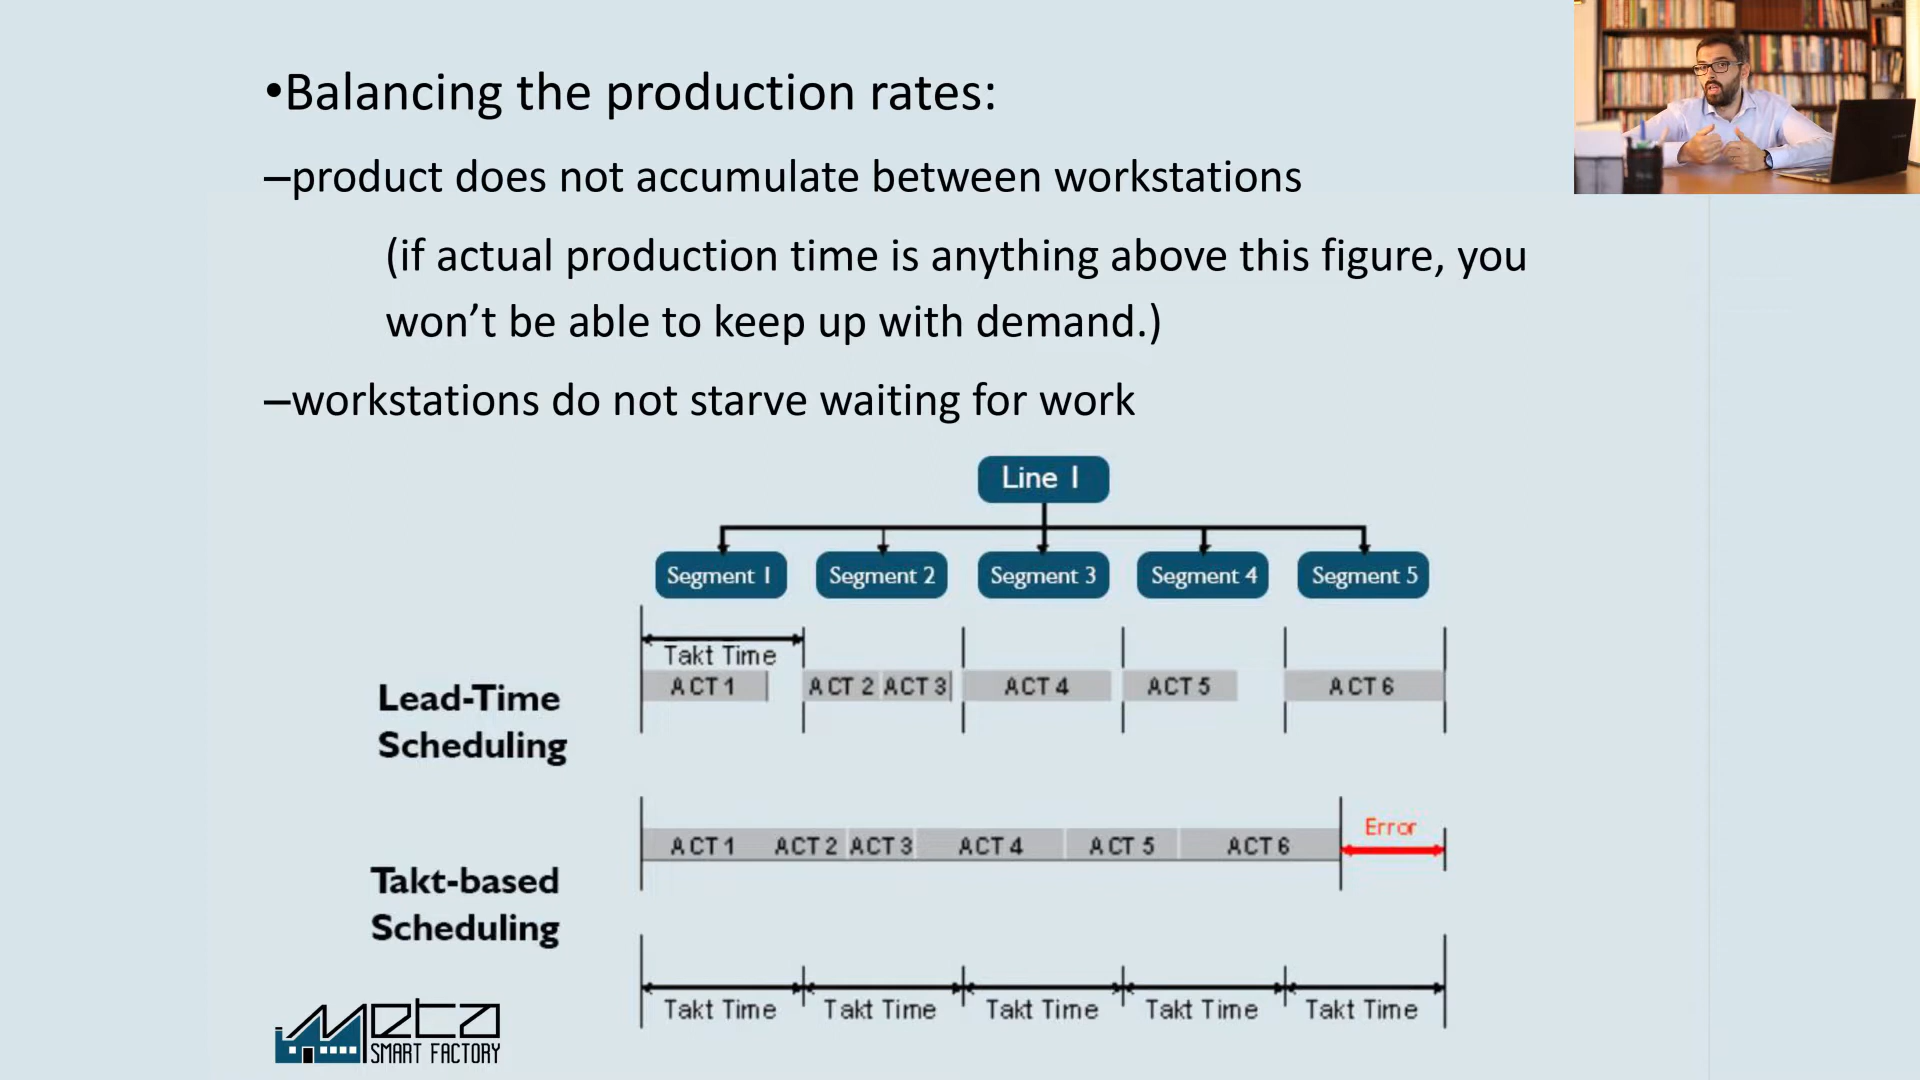 •Balancing the production rates:
–product does not accumulate between workstations
(if actual production time is anything above this figure, you
won’t be able to keep up with demand.)
–workstations do not starve waiting for work
Line 1
Segment 1 Segment 2 Segment 3 Segment 4 Segment 5
Takt Time
ACT 1 ACT 2 ACT 3 ACT 4 ACT 5 ACT 6
Lead-Time
Scheduling
Error
ACT 1 ACT 2 ACT 3 ACT 4 ACT 5 ACT 6
Takt-based
Scheduling
Takt Time Takt Time Takt Time Takt Time Takt Time
META
SMART FACTORY